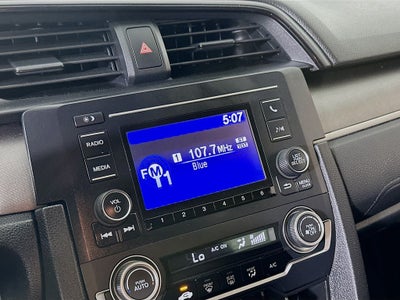 5:07
RADIO
1 107.7MHz
FM1
Blue
MEDIA
VOL
MENU
1 2 3 4 5 6
A/C ON
Lo
AUTO
A/C